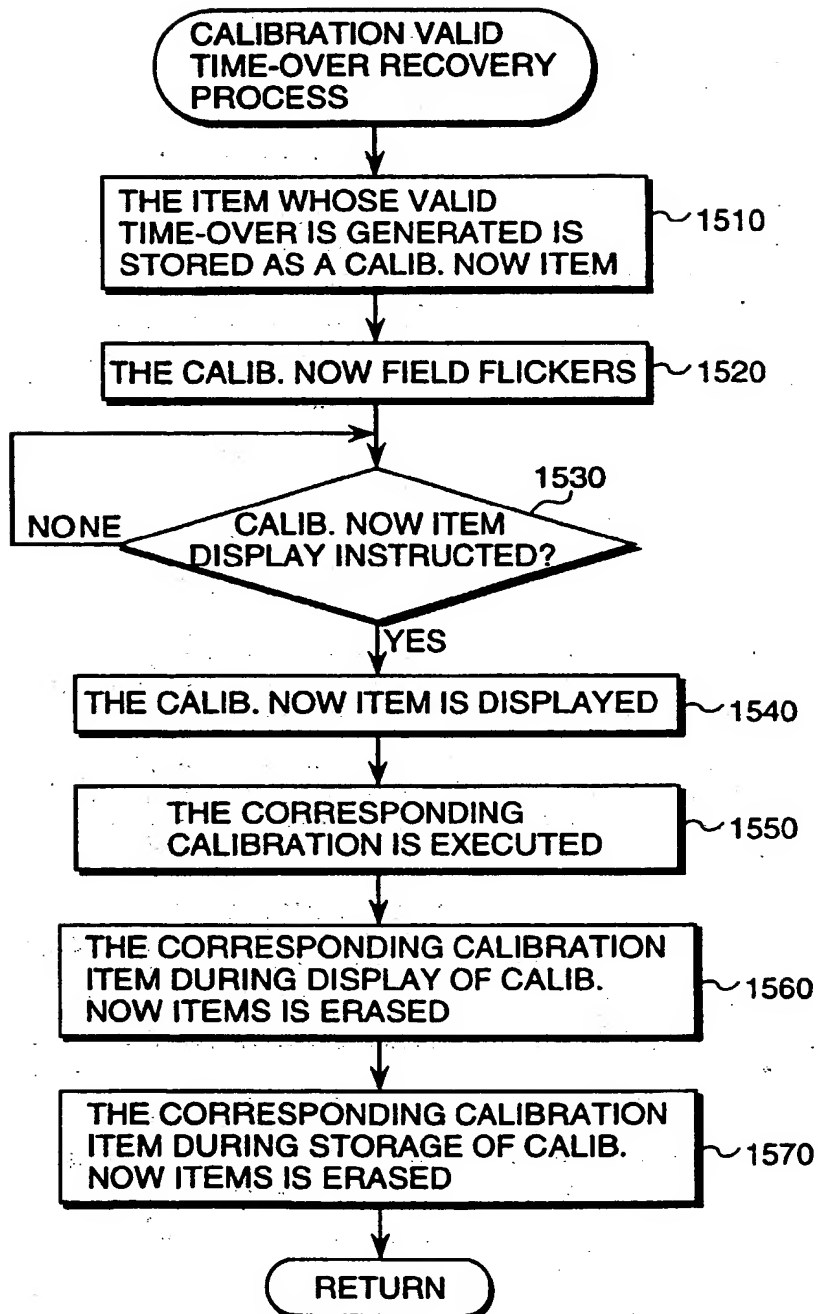 CALIBRATION VALID
TIME-OVER RECOVERY
PROCESS
THE ITEM WHOSE VALID
TIME-OVER IS GENERATED IS
STORED AS A CALIB. NOW ITEM
1510
THE CALIB. NOW FIELD FLICKERS
1520
1530
NONE
CALIB. NOW ITEM
DISPLAY INSTRUCTED?
YES
THE CALIB. NOW ITEM IS DISPLAYED
1540
THE CORRESPONDING
CALIBRATION IS EXECUTED
1550
THE CORRESPONDING CALIBRATION
ITEM DURING DISPLAY OF CALIB.
NOW ITEMS IS ERASED
1560
THE CORRESPONDING CALIBRATION
ITEM DURING STORAGE OF CALIB.
NOW ITEMS IS ERASED
1570
RETURN